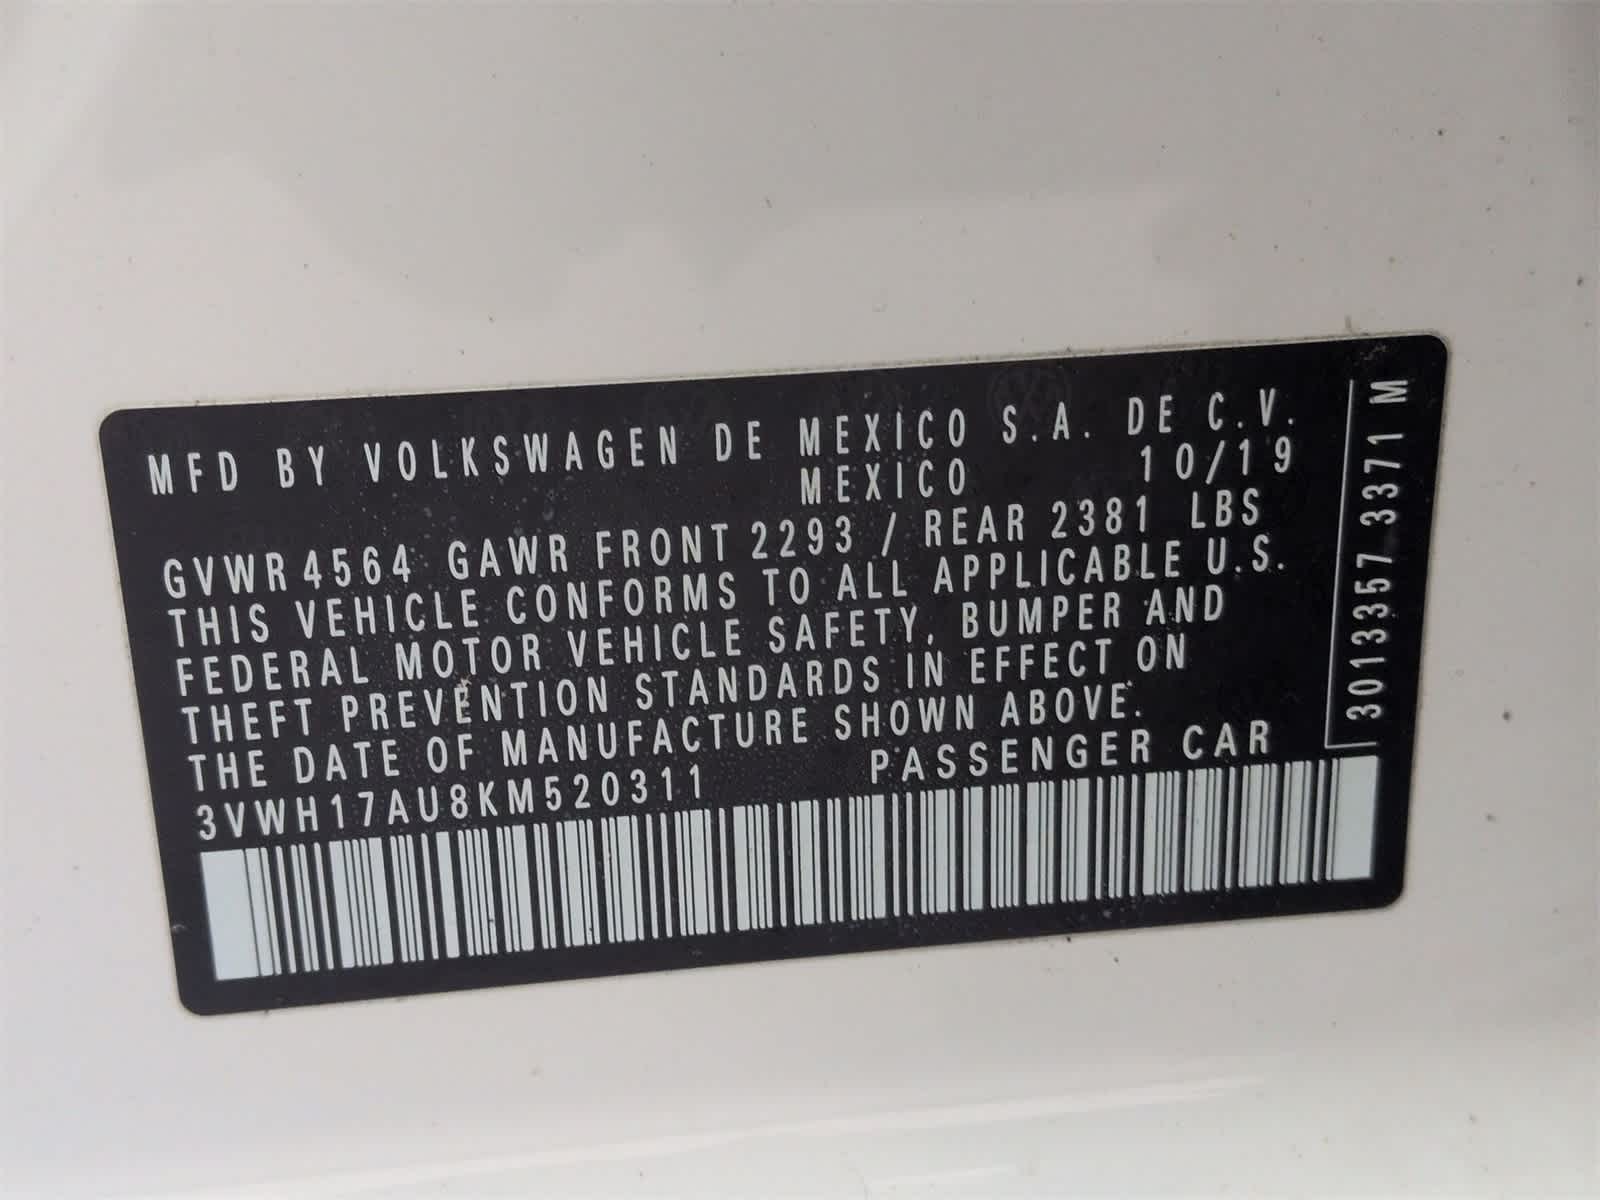 MFD BY VOLKSWAGEN DE MEXICO S.A. DE C.V.
MEXICO 10/19
GVWR 4564 GAWR FRONT 2293 / REAR 2381 LBS
THIS VEHICLE CONFORMS TO ALL APPLICABLE U.S.
FEDERAL MOTOR VEHICLE SAFETY, BUMPER AND
THEFT PREVENTION STANDARDS IN EFFECT ON
THE DATE OF MANUFACTURE SHOWN ABOVE.
3VWH17AU8KM520311 PASSENGER CAR
3013357 3371 M